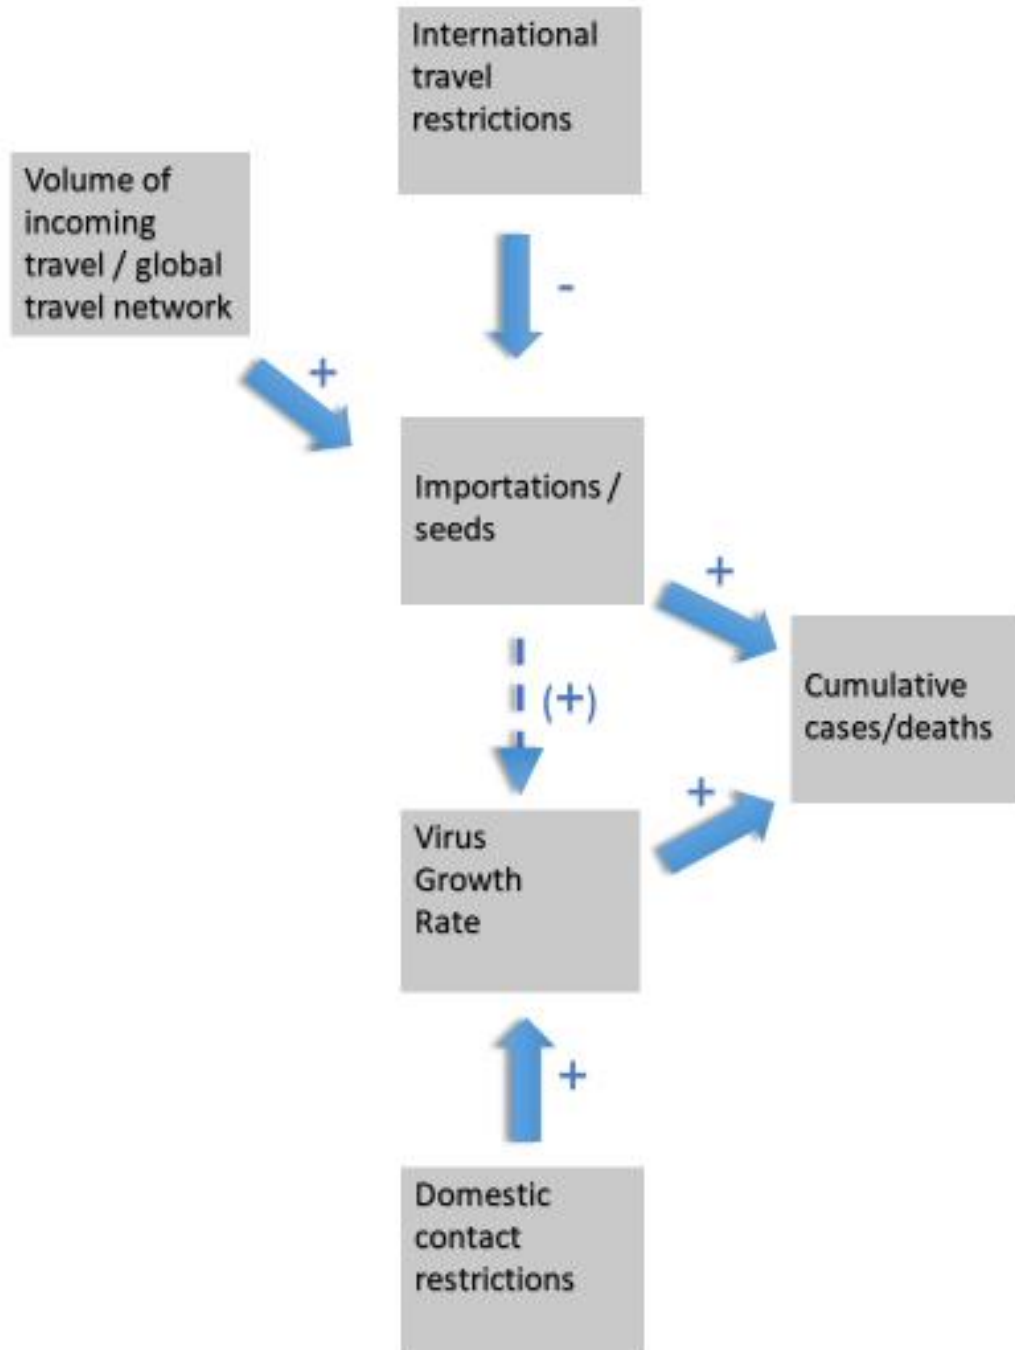 International
travel
restrictions
Volume of
incoming
travel / global
travel network
-
+
Importations /
seeds
+
(+)
Cumulative
cases/deaths
+
Virus
Growth
Rate
+
Domestic
contact
restrictions